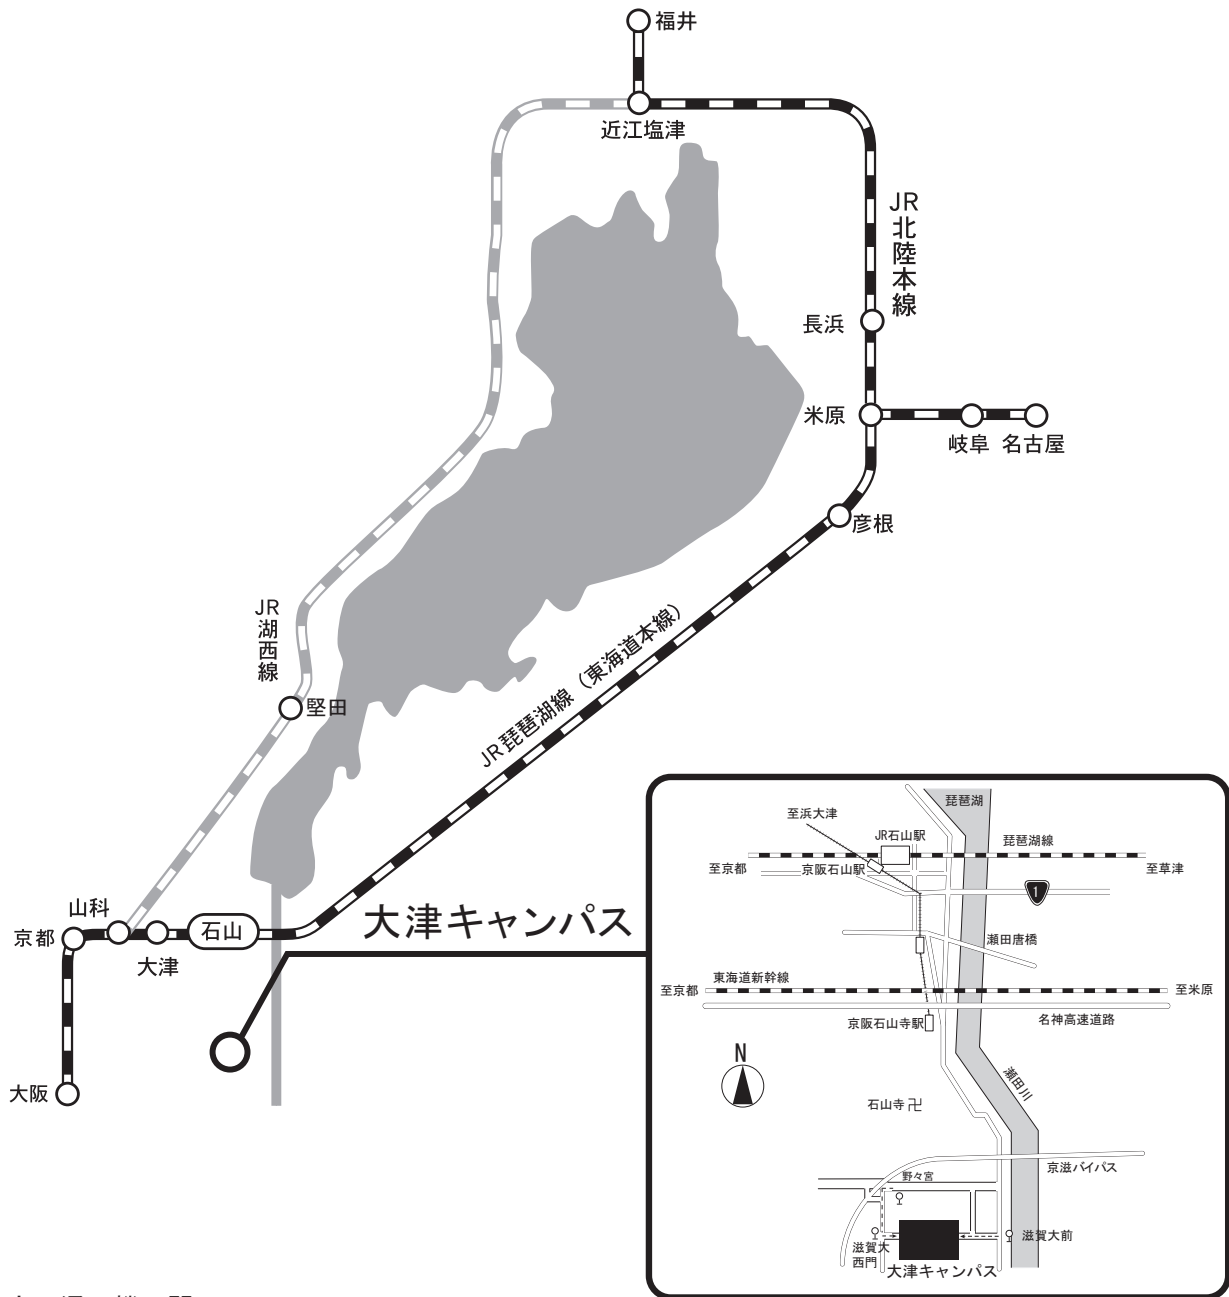 福井
近江塩津
JR北陸本線
長浜
米原
岐阜
名古屋
彦根
JR湖西線
堅田
JR琵琶湖線（東海道本線）
山科
京都
大津
石山
大阪
大津キャンパス
琵琶湖
至浜大津
JR石山駅
琵琶湖線
至京都
京阪石山駅
至草津
1
瀬田唐橋
東海道新幹線
至京都
至米原
京阪石山寺駅
名神高速道路
N
瀬田川
石山寺卍
京滋バイパス
野々宮
滋賀大
西門
滋賀大前
大津キャンパス